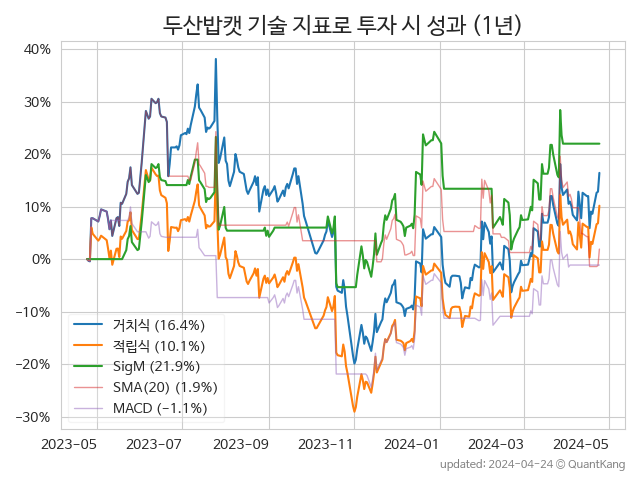 두산밥캣 기술 지표로 투자 시 성과 (1년)
40%
30%
20%
10%
0%
−10%
−20%
−30%
거치식 (16.4%)
적립식 (10.1%)
SigM (21.9%)
SMA(20) (1.9%)
MACD (−1.1%)
2023-05 2023-07 2023-09 2023-11 2024-01 2024-03 2024-05
updated: 2024-04-24 © QuantKang